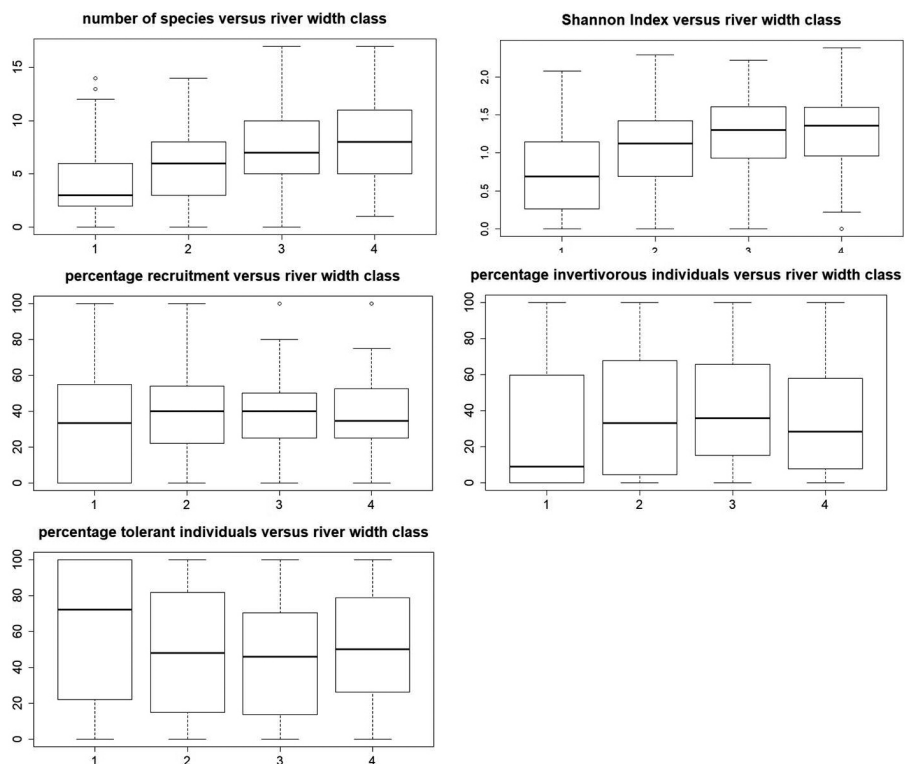 number of species versus river width class
15
10
5
0
1 2 3 4
Shannon Index versus river width class
2.0
1.5
1.0
0.5
0.0
1 2 3 4
percentage recruitment versus river width class
100
80
60
40
20
0
1 2 3 4
percentage invertivorous individuals versus river width class
100
80
60
40
20
0
1 2 3 4
percentage tolerant individuals versus river width class
100
80
60
40
20
0
1 2 3 4